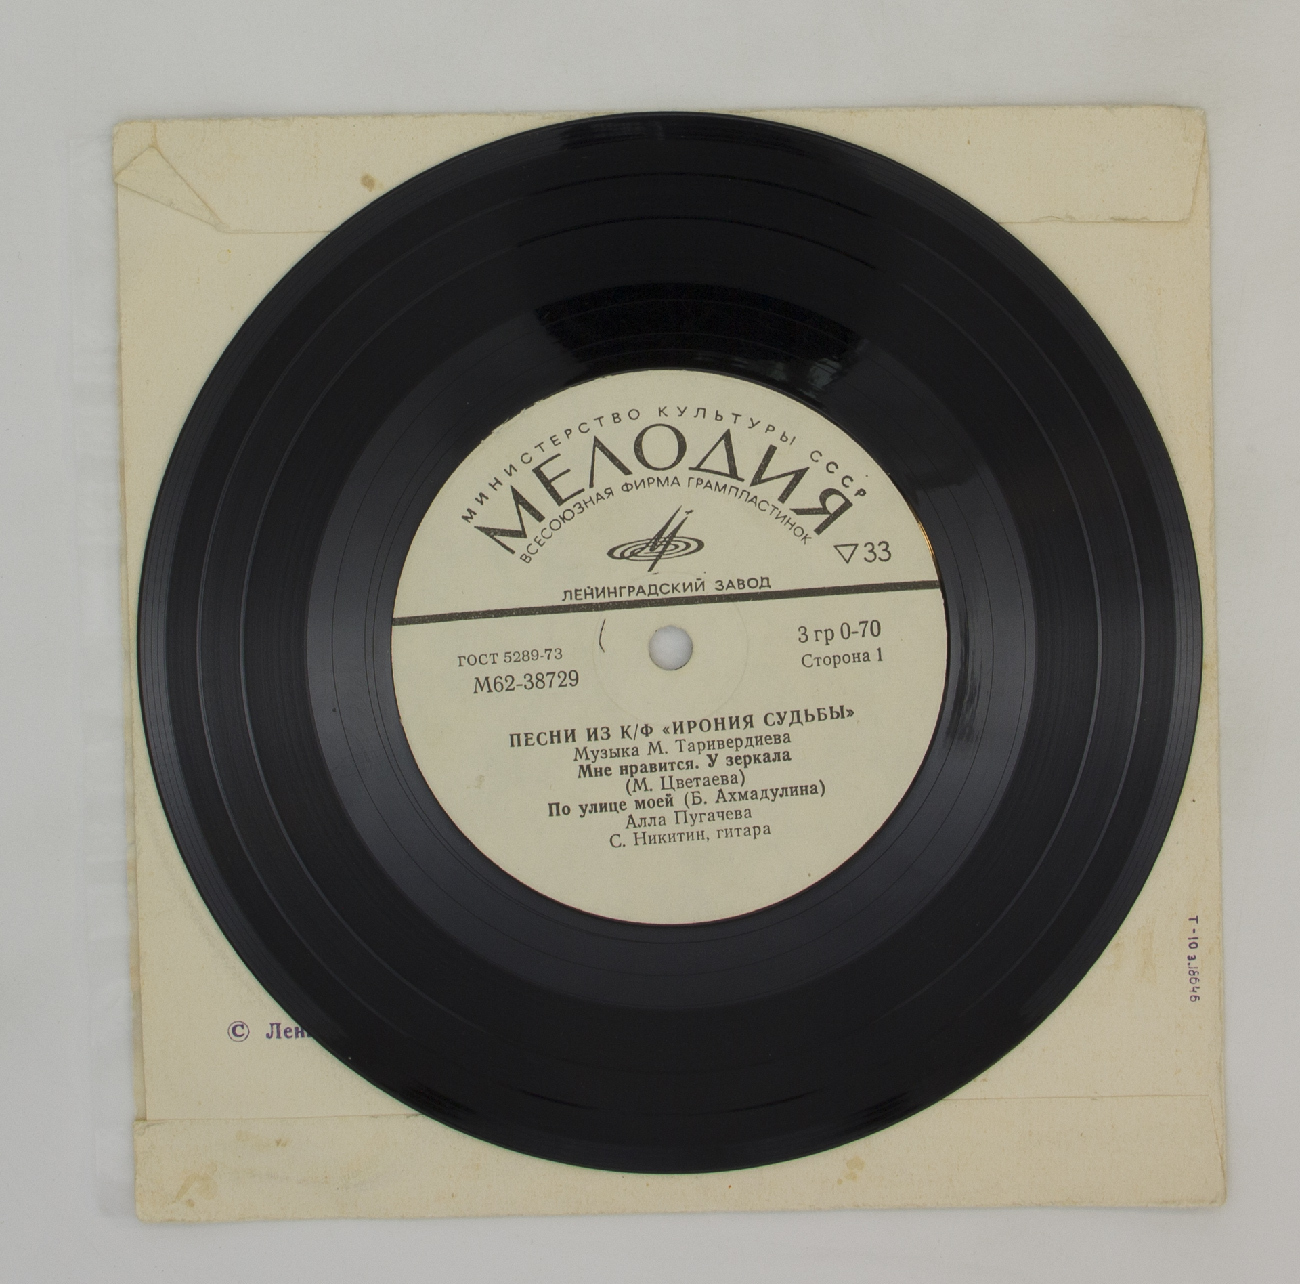 МИНИСТЕРСТВО КУЛЬТУРЫ СССР
МЕЛОДИЯ
ВСЕСОЮЗНАЯ ФИРМА ГРАМПЛАСТИНОК
33
ЛЕНИНГРАДСКИЙ ЗАВОД
ГОСТ 5289-73
М62-38729
3 гр 0-70
Сторона 1
ПЕСНИ ИЗ К/Ф «ИРОНИЯ СУДЬБЫ»
Музыка М. Таривердиева
Мне нравится. У зеркала
(М. Цветаева)
По улице моей (Б. Ахмадулина)
Алла Пугачева
С. Никитин, гитара
©
Т-10 з.